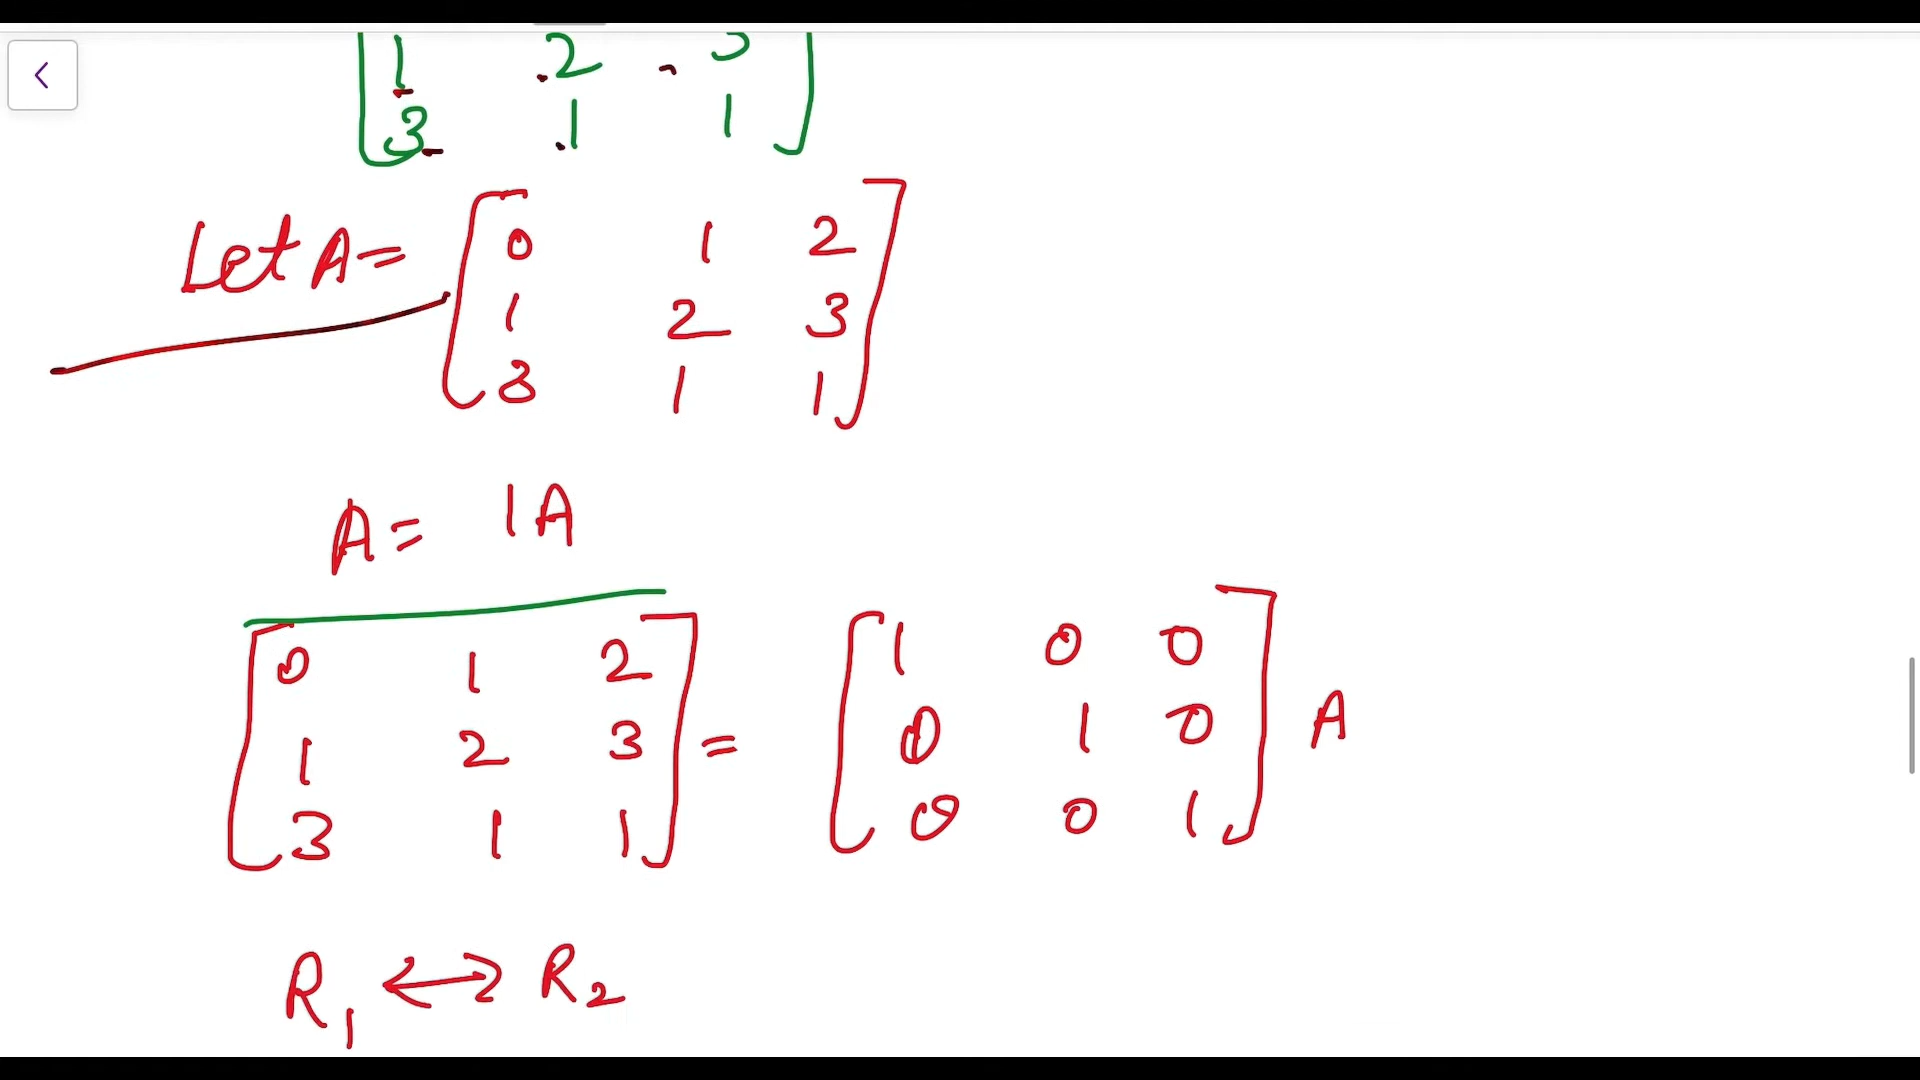 1 2 3
3 1 1
Let A = [0 1 2
1 2 3
3 1 1]
A = IA
[0 1 2
1 2 3
3 1 1] = [1 0 0
0 1 0
0 0 1] A
R₁ ↔ R₂